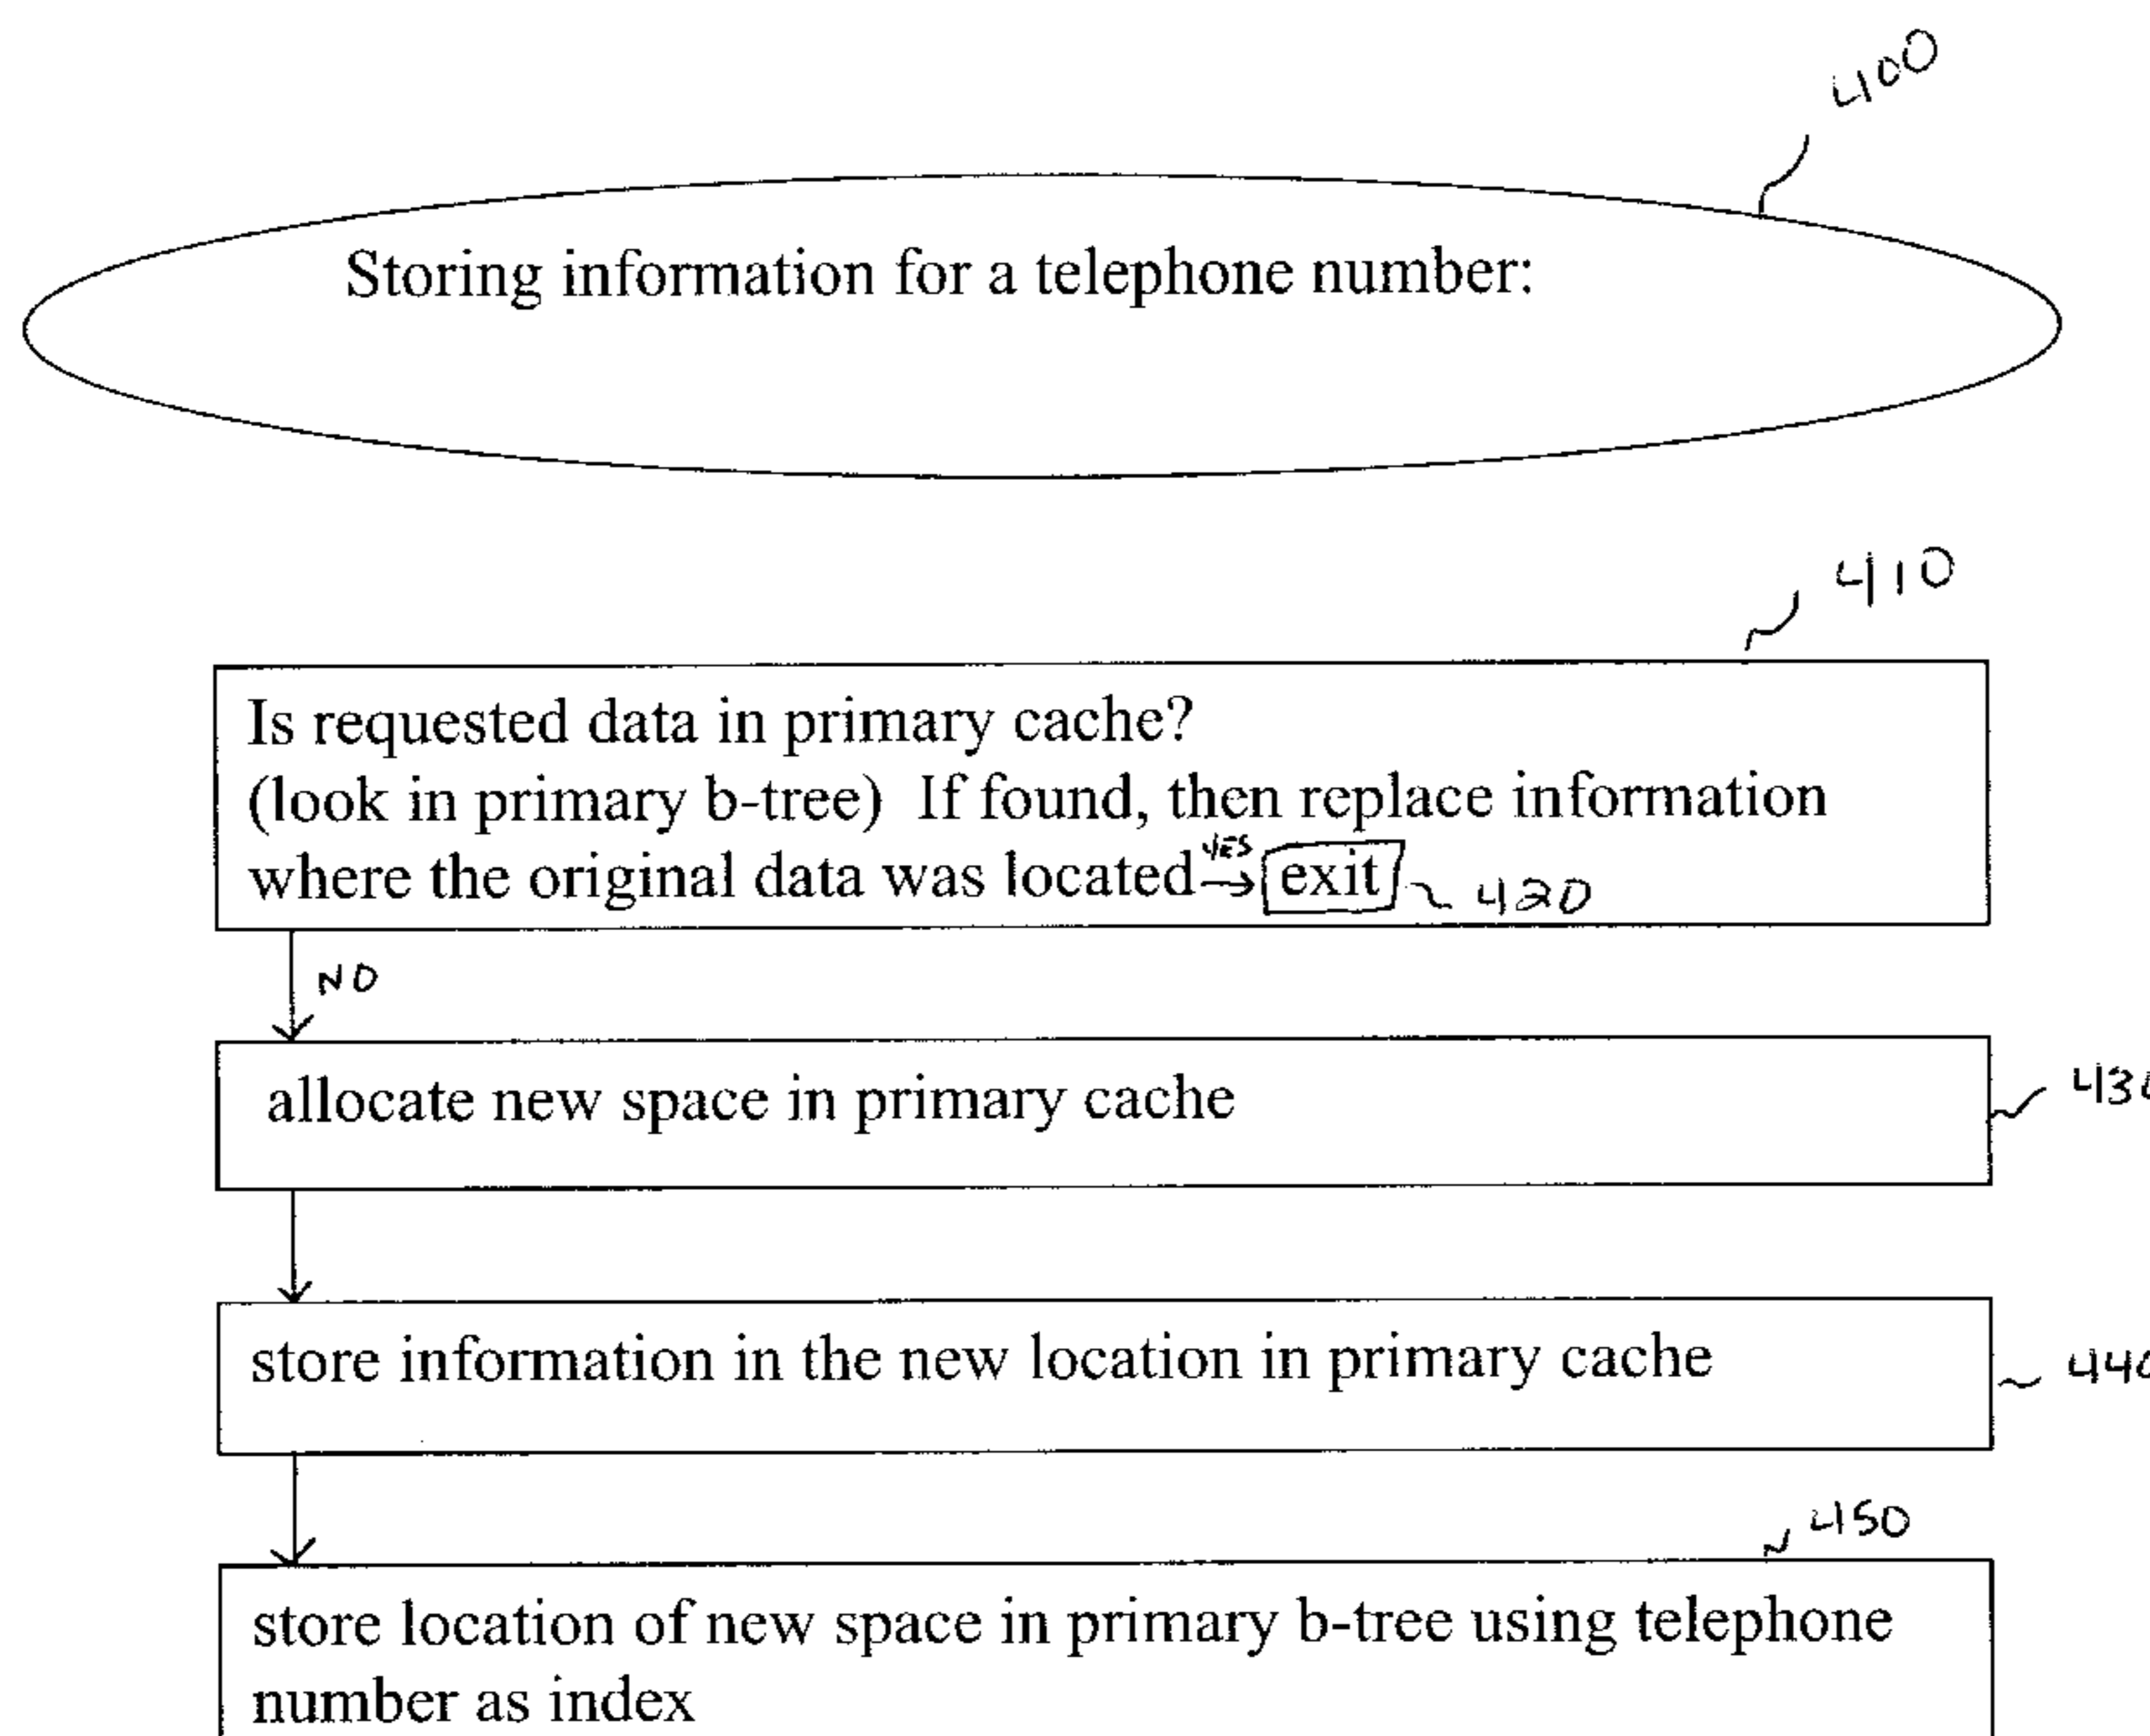 400
Storing information for a telephone number:
410
Is requested data in primary cache?
(look in primary b-tree) If found, then replace information
where the original data was located YES → exit 420
NO
allocate new space in primary cache
430
store information in the new location in primary cache
440
450
store location of new space in primary b-tree using telephone
number as index